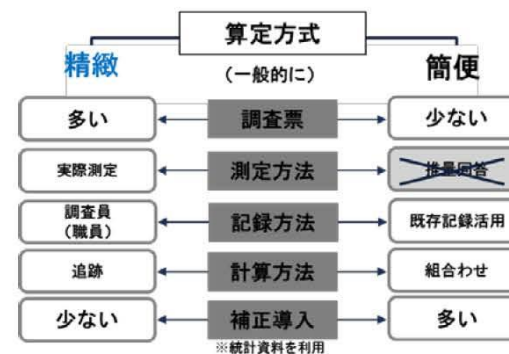 算定方式
精緻
(一般的に)
簡便
多い
調査票
少ない
実際測定
測定方法
推量回答
調査員
(職員)
記録方法
既存記録活用
追跡
計算方法
組合わせ
少ない
補正導入
多い
※統計資料を利用